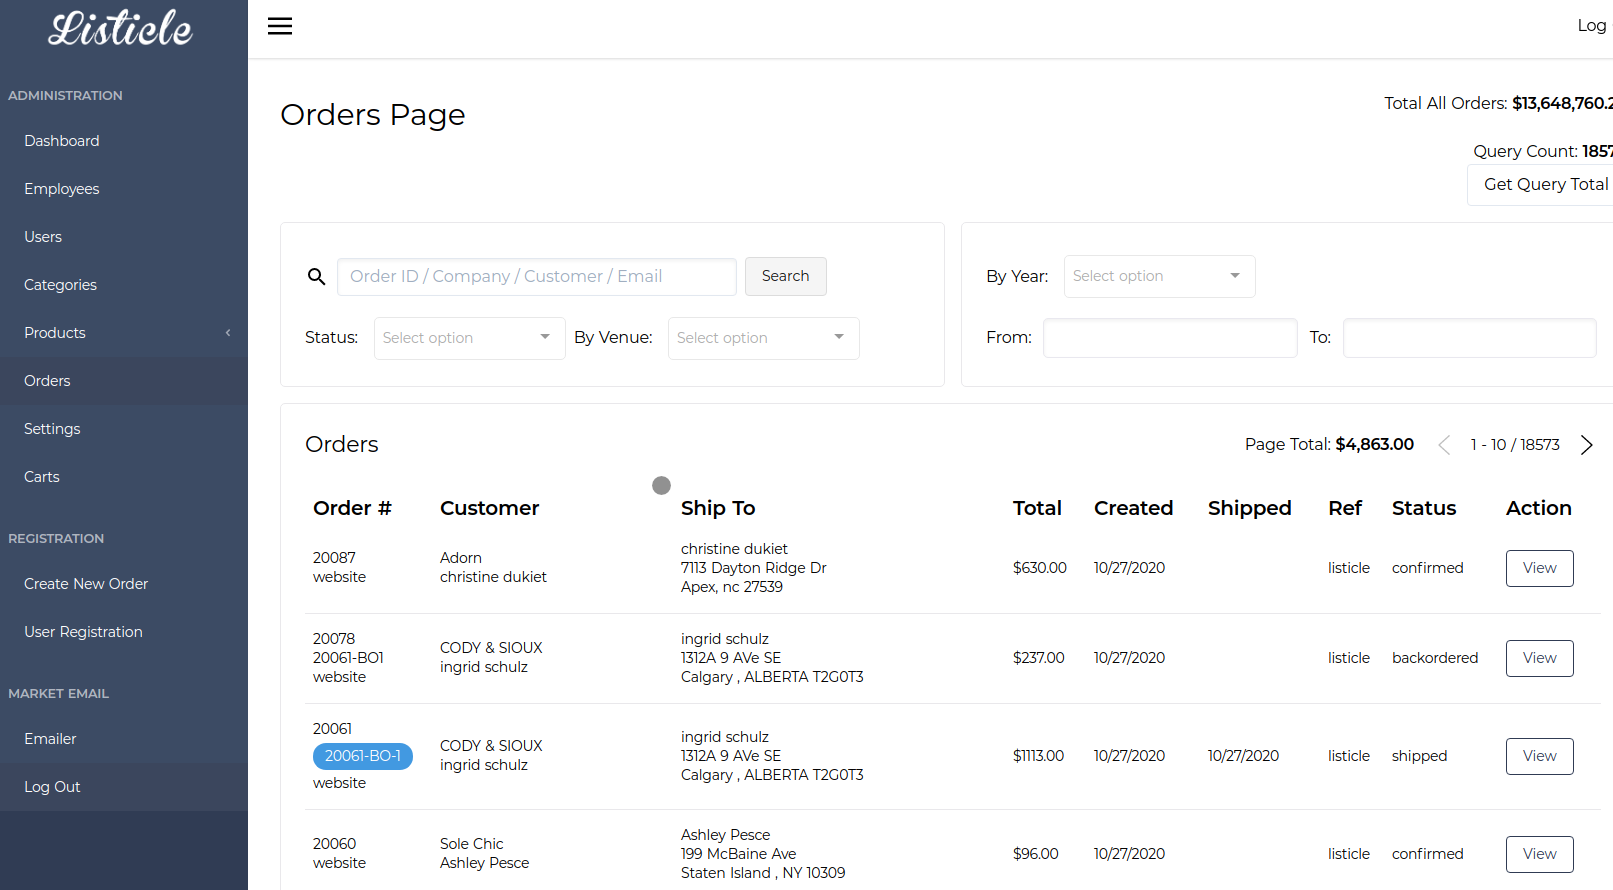 Listicle
Log
ADMINISTRATION
Dashboard
Employees
Users
Categories
Products
Orders
Settings
Carts
REGISTRATION
Create New Order
User Registration
MARKET EMAIL
Emailer
Log Out
Orders Page
Total All Orders: $13,648,760.2
Query Count: 1857
Get Query Total
Order ID / Company / Customer / Email
Search
Status: Select option By Venue: Select option
By Year: Select option
From: To:
Orders
Page Total: $4,863.00 1 - 10 / 18573
Order # Customer Ship To Total Created Shipped Ref Status Action
20087
website
Adorn
christine dukiet
christine dukiet
7113 Dayton Ridge Dr
Apex, nc 27539
$630.00 10/27/2020 listicle confirmed View
20078
20061-BO1
website
CODY & SIOUX
ingrid schulz
ingrid schulz
1312A 9 AVe SE
Calgary , ALBERTA T2G0T3
$237.00 10/27/2020 listicle backordered View
20061
20061-BO-1
website
CODY & SIOUX
ingrid schulz
ingrid schulz
1312A 9 AVe SE
Calgary , ALBERTA T2G0T3
$1113.00 10/27/2020 10/27/2020 listicle shipped View
20060
website
Sole Chic
Ashley Pesce
Ashley Pesce
199 McBaine Ave
Staten Island , NY 10309
$96.00 10/27/2020 listicle confirmed View